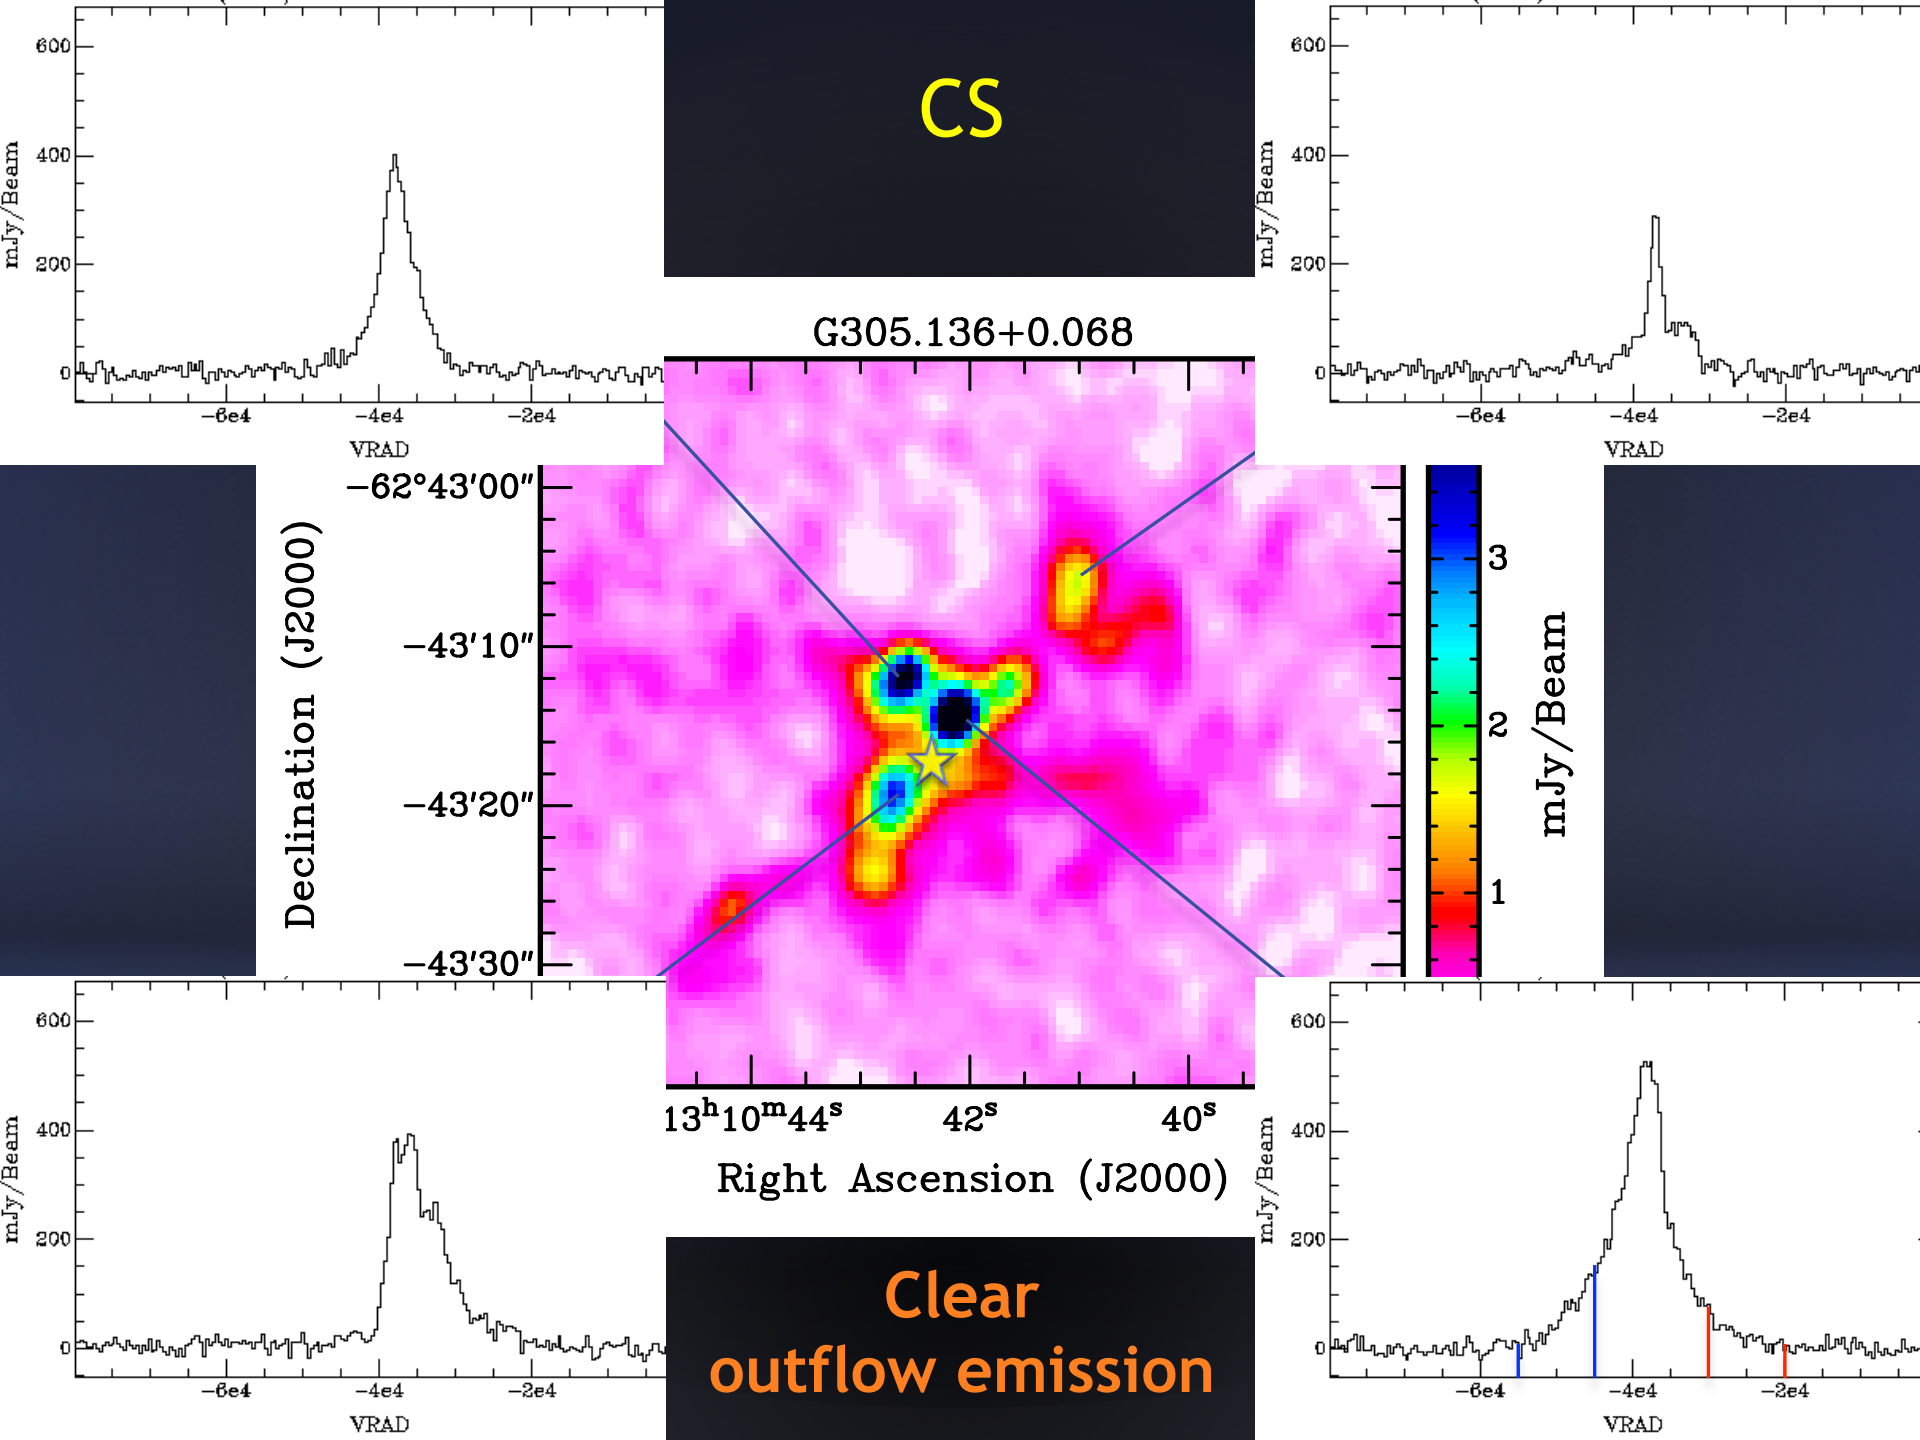 600
400
200
0
mJy/Beam
-6e4 -4e4 -2e4
VRAD
CS
600
400
200
0
mJy/Beam
-6e4 -4e4 -2e4
VRAD
G305.136+0.068
Declination (J2000)
-62°43'00"
-43'10"
-43'20"
-43'30"
3
2
1
mJy/Beam
13h10m44s 42s 40s
Right Ascension (J2000)
600
400
200
0
mJy/Beam
-6e4 -4e4 -2e4
VRAD
Clear
outflow emission
600
400
200
0
mJy/Beam
-6e4 -4e4 -2e4
VRAD